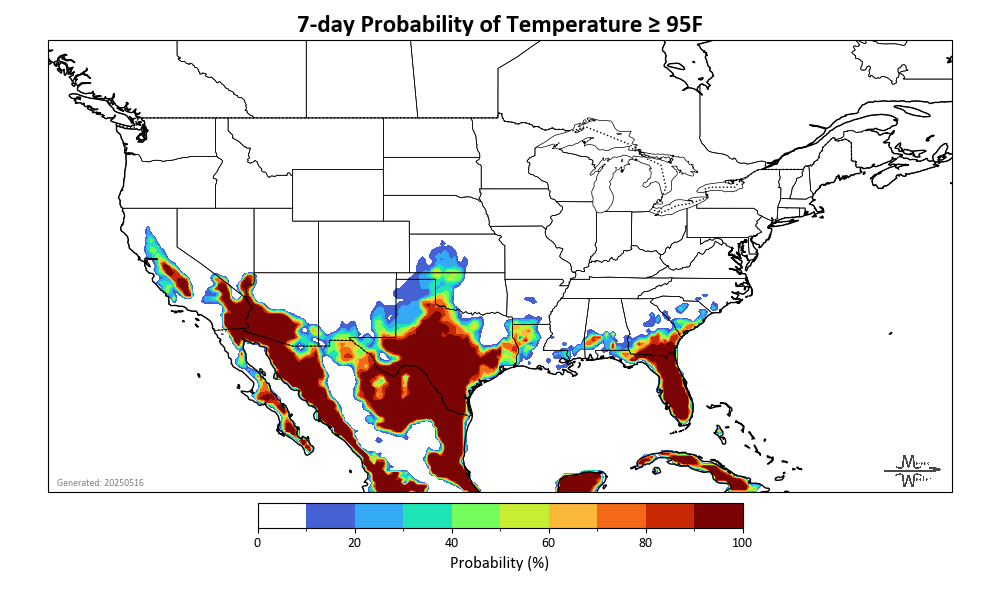 7-day Probability of Temperature ≥ 95F
Generated: 20250516
0 20 40 60 80 100
Probability (%)